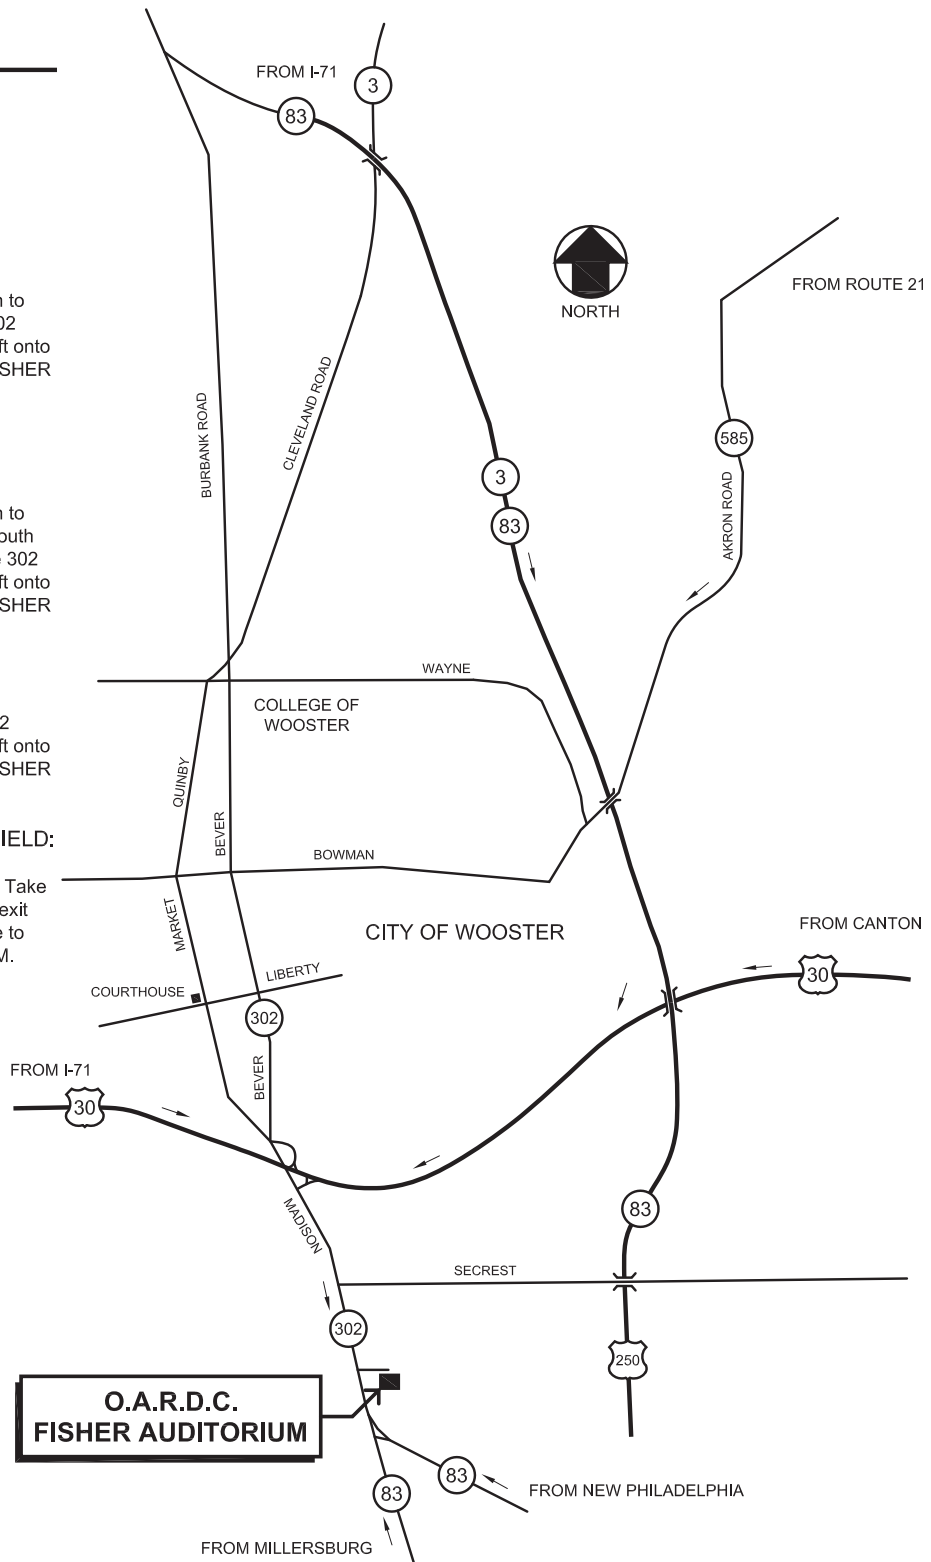 FROM I-71
3
83
FROM ROUTE 21
NORTH
n to
02
ft onto
SHER
BURBANK ROAD
CLEVELAND ROAD
585
AKRON ROAD
3
83
n to
outh
302
ft onto
SHER
WAYNE
COLLEGE OF
WOOSTER
2
ft onto
SHER
QUINBY
BEVER
IELD:
BOWMAN
Take
exit
e to
M.
MARKET
CITY OF WOOSTER
FROM CANTON
30
LIBERTY
COURTHOUSE
302
BEVER
FROM I-71
30
MADISON
83
SECREST
302
250
O.A.R.D.C.
FISHER AUDITORIUM
83
83
FROM NEW PHILADELPHIA
FROM MILLERSBURG